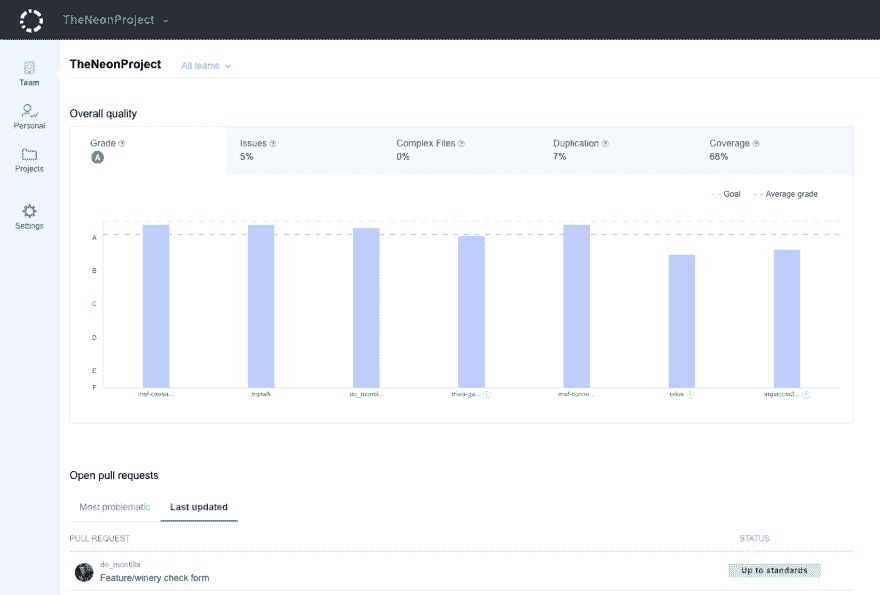 TheNeonProject
Team
Personal
Projects
Settings
TheNeonProject All teams
Overall quality
Grade Issues Complex Files Duplication Coverage
A 5% 0% 7% 68%
Goal Average grade
A
B
C
D
E
F
msf-caesa... triptalk do_montil... trivia-ga... msf-conne... odus
Open pull requests
Most problematic Last updated
PULL REQUEST STATUS
do_montilla
Feature/winery check form
Up to standards